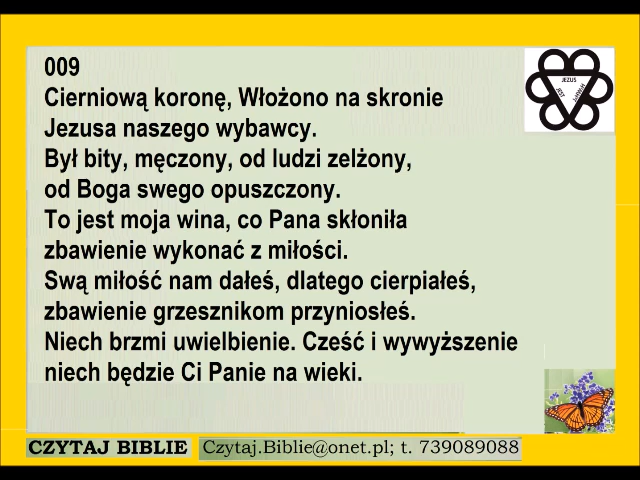 009
Cierniową koronę, Włożono na skronie
Jezusa naszego wybawcy.
Był bity, męczony, od ludzi zelżony,
od Boga swego opuszczony.
To jest moja wina, co Pana skłoniła
zbawienie wykonać z miłości.
Swą miłość nam dałeś, dlatego cierpiałeś,
zbawienie grzesznikom przyniosłeś.
Niech brzmi uwielbienie. Cześć i wywyższenie
niech będzie Ci Panie na wieki.
JEZUS
JEST
CZYTAJ BIBLIE Czytaj.Biblie@onet.pl; t. 739089088